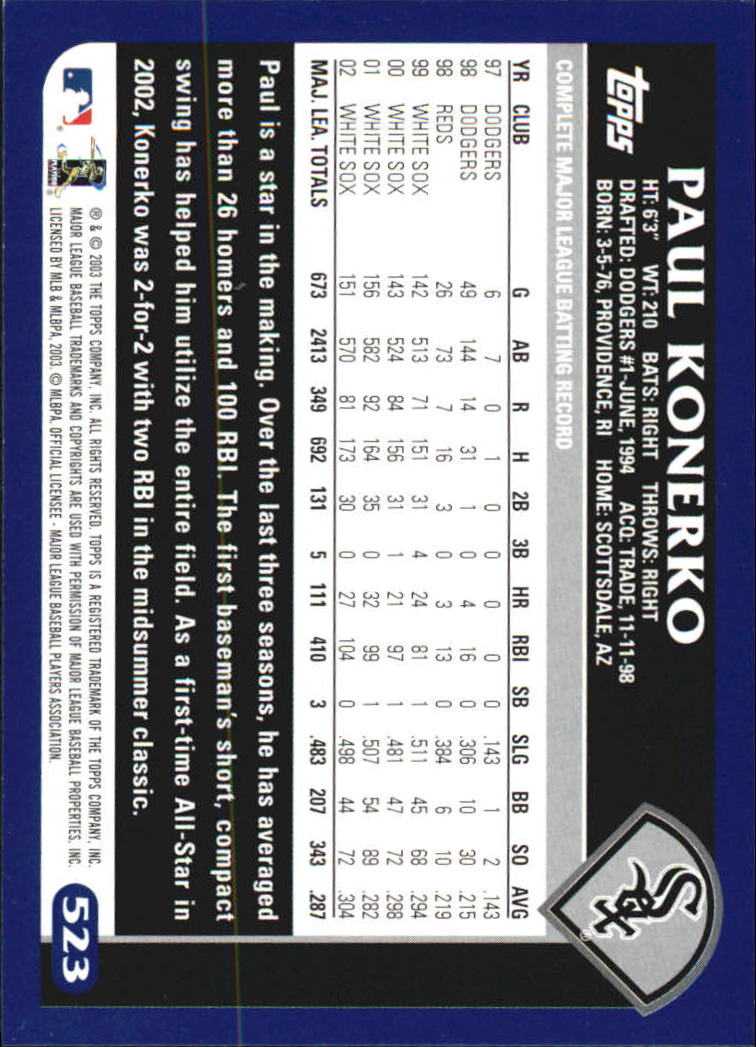 topps
PAUL KONERKO
HT: 6'3" WT: 210 BATS: RIGHT THROWS: RIGHT
DRAFTED: DODGERS #1-JUNE, 1994 ACQ: TRADE, 11-11-98
BORN: 3-5-76, PROVIDENCE, RI HOME: SCOTTSDALE, AZ
Sox
®
COMPLETE MAJOR LEAGUE BATTING RECORD
YR CLUB G AB R H 2B 3B HR RBI SB SLG BB SO AVG
97 DODGERS 6 7 0 1 0 0 0 0 0 .143 1 2 .143
98 DODGERS 49 144 14 31 1 0 4 16 0 .306 10 30 .215
98 REDS 26 73 7 16 3 0 3 13 0 .384 6 10 .219
99 WHITE SOX 142 513 71 151 31 4 24 81 1 .511 45 68 .294
00 WHITE SOX 143 524 84 156 31 1 21 97 1 .481 47 72 .298
01 WHITE SOX 156 582 92 164 35 0 32 99 1 .507 54 89 .282
02 WHITE SOX 151 570 81 173 30 0 27 104 0 .498 44 72 .304
MAJ. LEA. TOTALS 673 2413 349 692 131 5 111 410 3 .483 207 343 .287
Paul is a star in the making. Over the last three seasons, he has averaged
more than 26 homers and 100 RBI. The first baseman's short, compact
swing has helped him utilize the entire field. As a first-time All-Star in
2002, Konerko was 2-for-2 with two RBI in the midsummer classic.
® & © 2003 THE TOPPS COMPANY, INC. ALL RIGHTS RESERVED. TOPPS IS A REGISTERED TRADEMARK OF THE TOPPS COMPANY, INC.
MAJOR LEAGUE BASEBALL TRADEMARKS AND COPYRIGHTS ARE USED WITH PERMISSION OF MAJOR LEAGUE BASEBALL PROPERTIES, INC.
LICENSED BY MLB & MLBPA, 2003. © MLBPA. OFFICIAL LICENSEE - MAJOR LEAGUE BASEBALL PLAYERS ASSOCIATION.
523